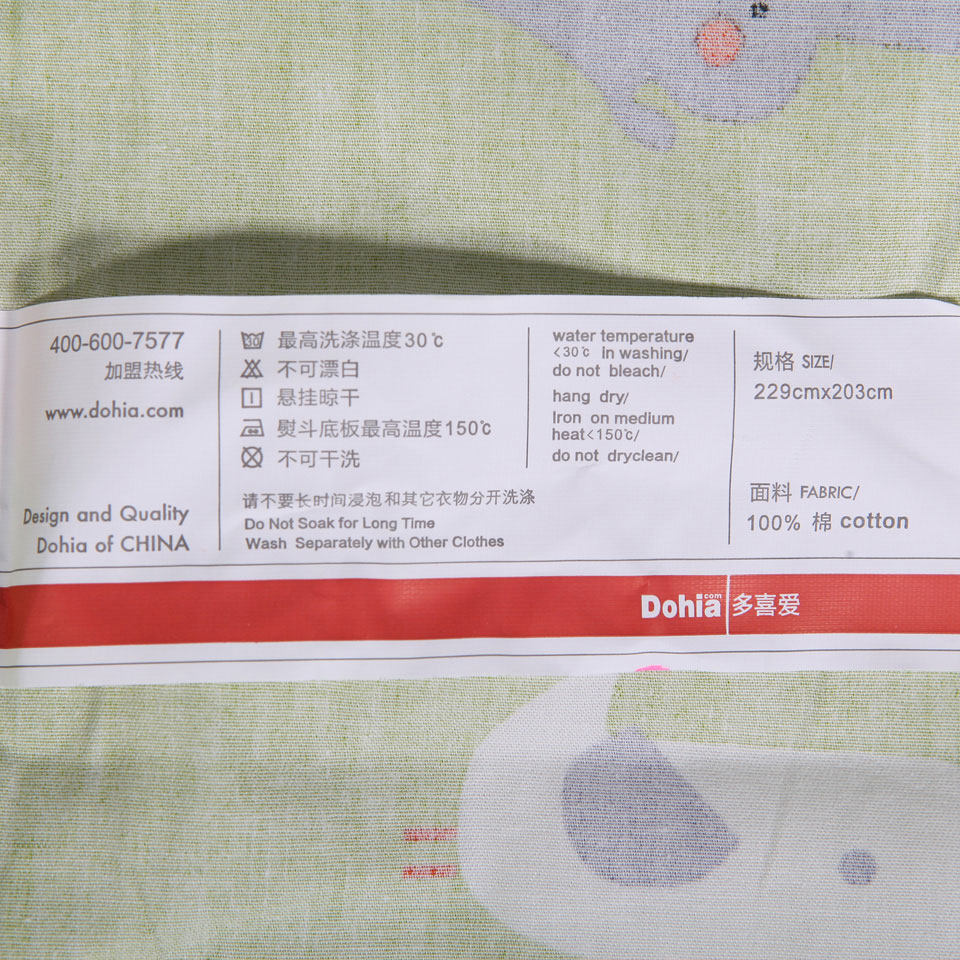 400-600-7577
加盟热线
www.dohia.com
Design and Quality
Dohia of CHINA
最高洗涤温度30℃
不可漂白
悬挂晾干
熨斗底板最高温度150℃
不可干洗
请不要长时间浸泡和其它衣物分开洗涤
Do Not Soak for Long Time
Wash Separately with Other Clothes
water temperature
<30℃ in washing/
do not bleach/
hang dry/
Iron on medium
heat<150℃/
do not dryclean/
规格 SIZE/
229cmx203cm
面料 FABRIC/
100% 棉 cotton
Dohia.com 多喜爱